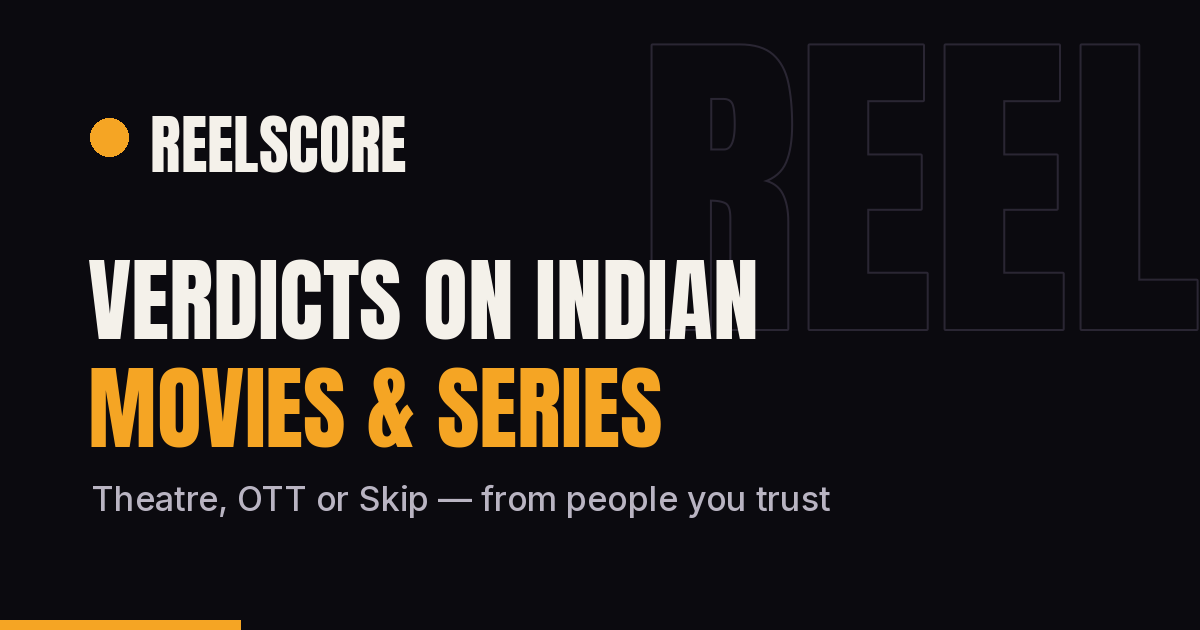 REEL
REELSCORE
VERDICTS ON INDIAN
MOVIES & SERIES
Theatre, OTT or Skip — from people you trust